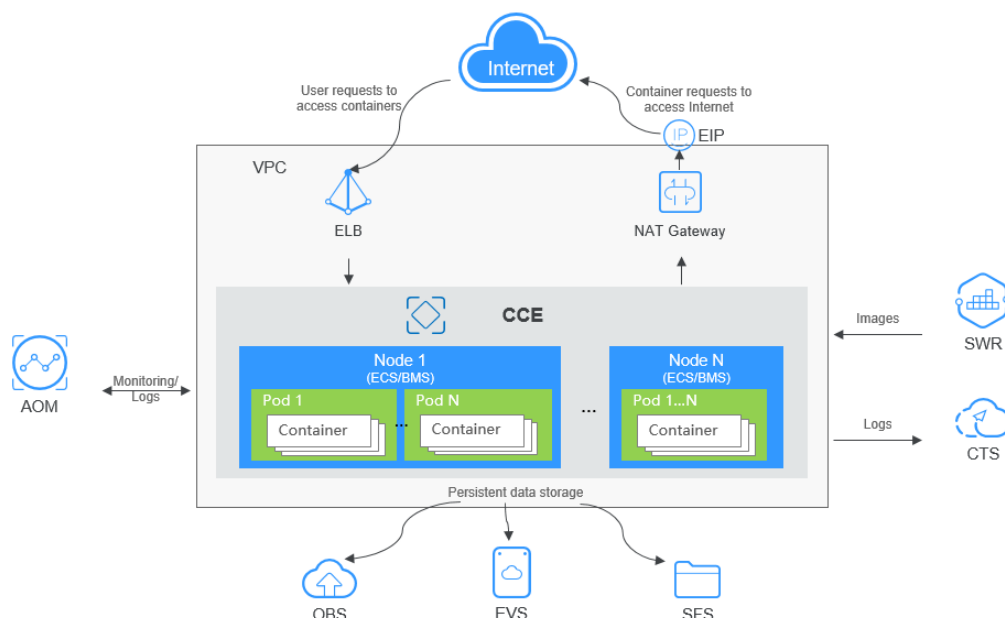 Internet
User requests to
access containers
Container requests to
access Internet
IP
EIP
VPC
ELB
NAT Gateway
CCE
Node 1
(ECS/BMS)
Pod 1
Container
...
Pod N
Container
...
Node N
(ECS/BMS)
Pod 1...N
Container
AOM
Monitoring/
Logs
Images
SWR
Logs
CTS
Persistent data storage
OBS
EVS
SFS